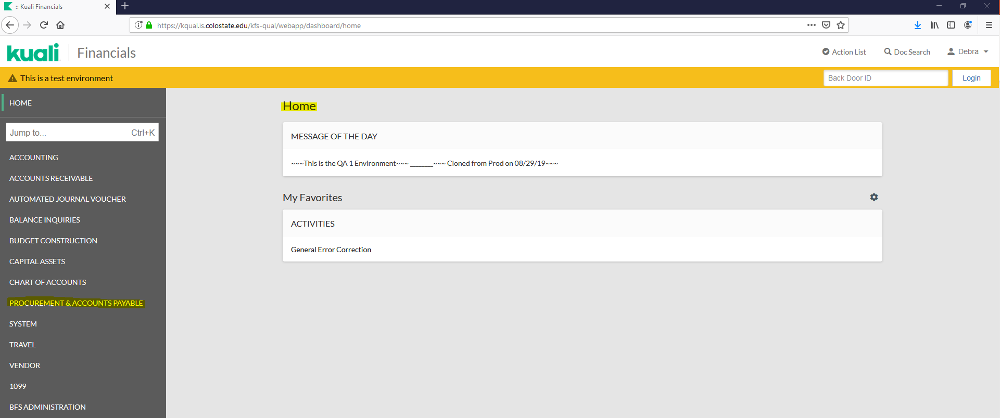 :: Kuali Financials
https://kqual.is.colostate.edu/kfs-qual/webapp/dashboard/home
kuali Financials
Action List
Doc Search
Debra
This is a test environment
Back Door ID
Login
HOME
Jump to... Ctrl+K
ACCOUNTING
ACCOUNTS RECEIVABLE
AUTOMATED JOURNAL VOUCHER
BALANCE INQUIRIES
BUDGET CONSTRUCTION
CAPITAL ASSETS
CHART OF ACCOUNTS
PROCUREMENT & ACCOUNTS PAYABLE
SYSTEM
TRAVEL
VENDOR
1099
BFS ADMINISTRATION
Home
MESSAGE OF THE DAY
~~~This is the QA 1 Environment~~~ ________~~~ Cloned from Prod on 08/29/19~~~
My Favorites
ACTIVITIES
General Error Correction